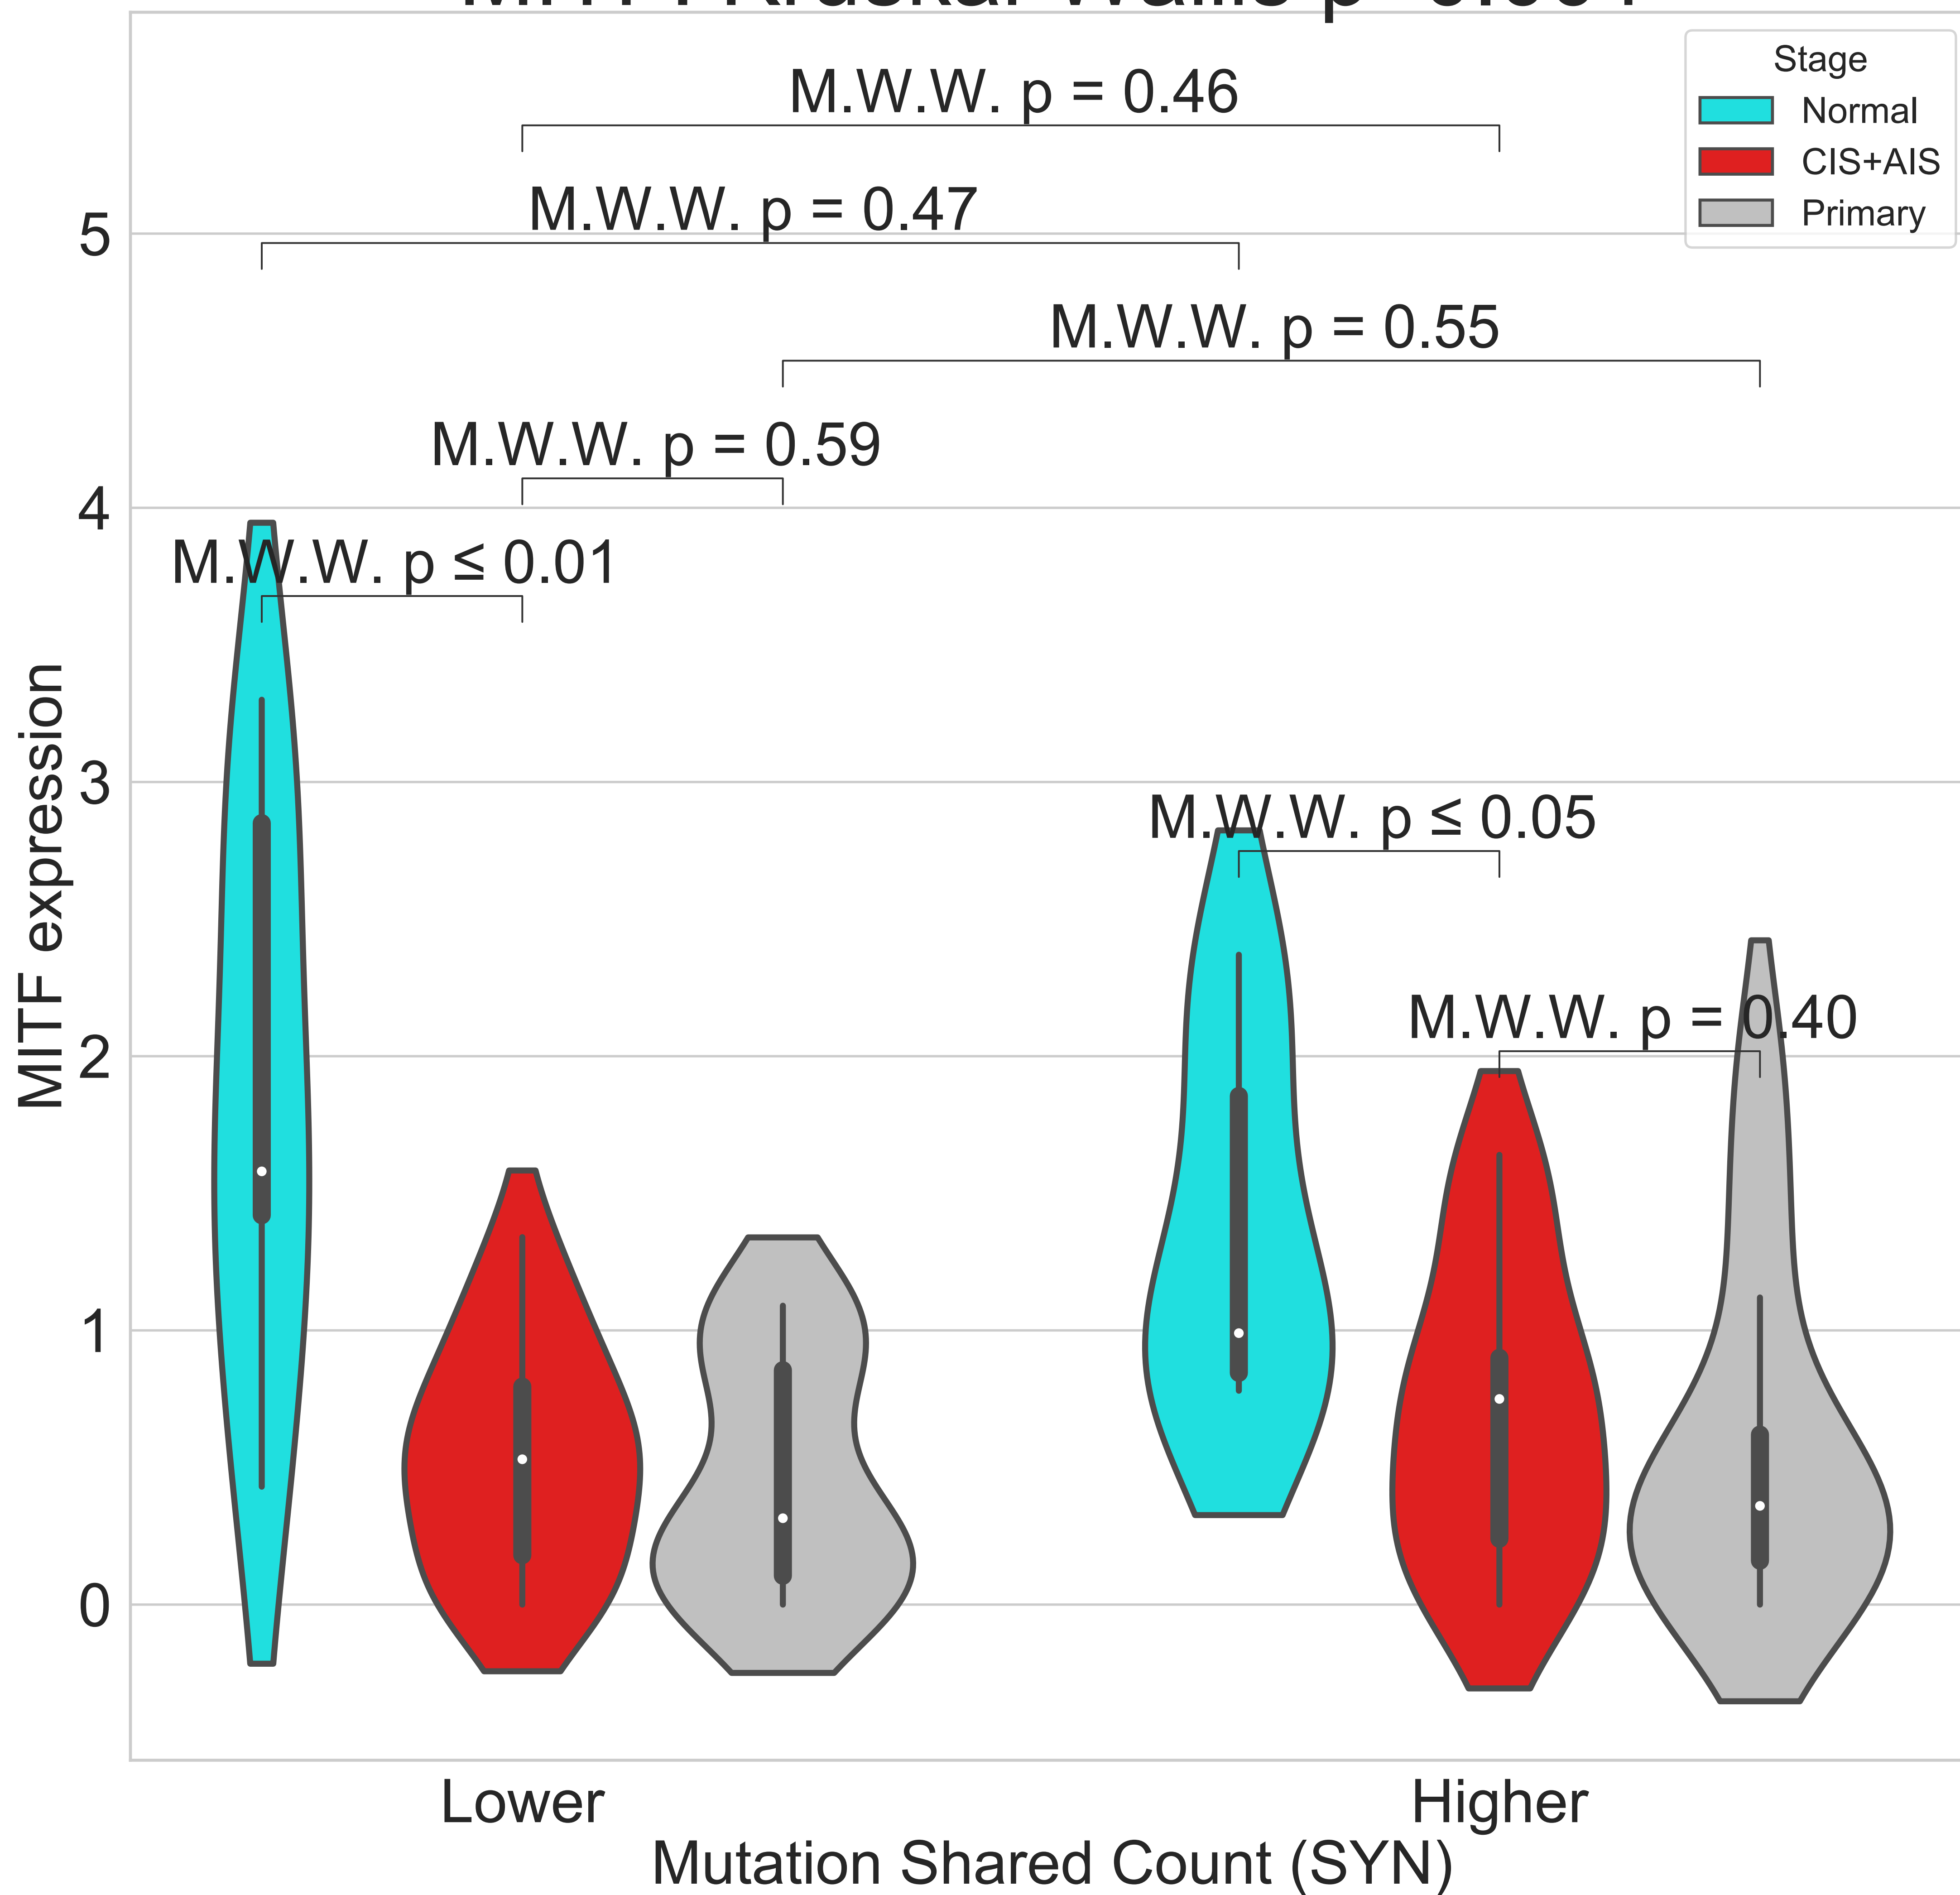 Stage
Normal
CIS+AIS
Primary
M.W.W. p = 0.46
M.W.W. p = 0.47
M.W.W. p = 0.55
M.W.W. p = 0.59
M.W.W. p ≤ 0.01
M.W.W. p ≤ 0.05
M.W.W. p = 0.40
5
4
3
2
1
0
MITF expression
Lower
Higher
Mutation Shared Count (SYN)